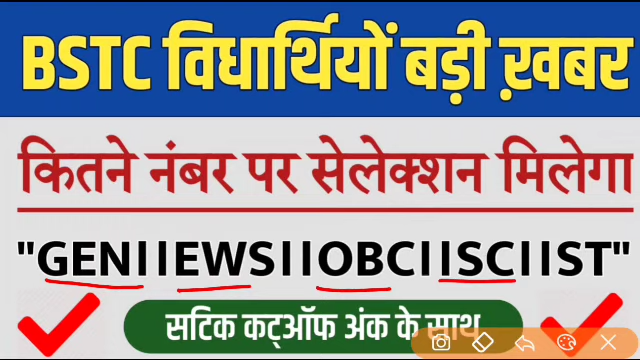 BSTC विधार्थियों बड़ी ख़बर
कितने नंबर पर सेलेक्शन मिलेगा
"GENIIEWSIIOBCIISCIIST"
सटिक कट्ऑफ अंक के साथ